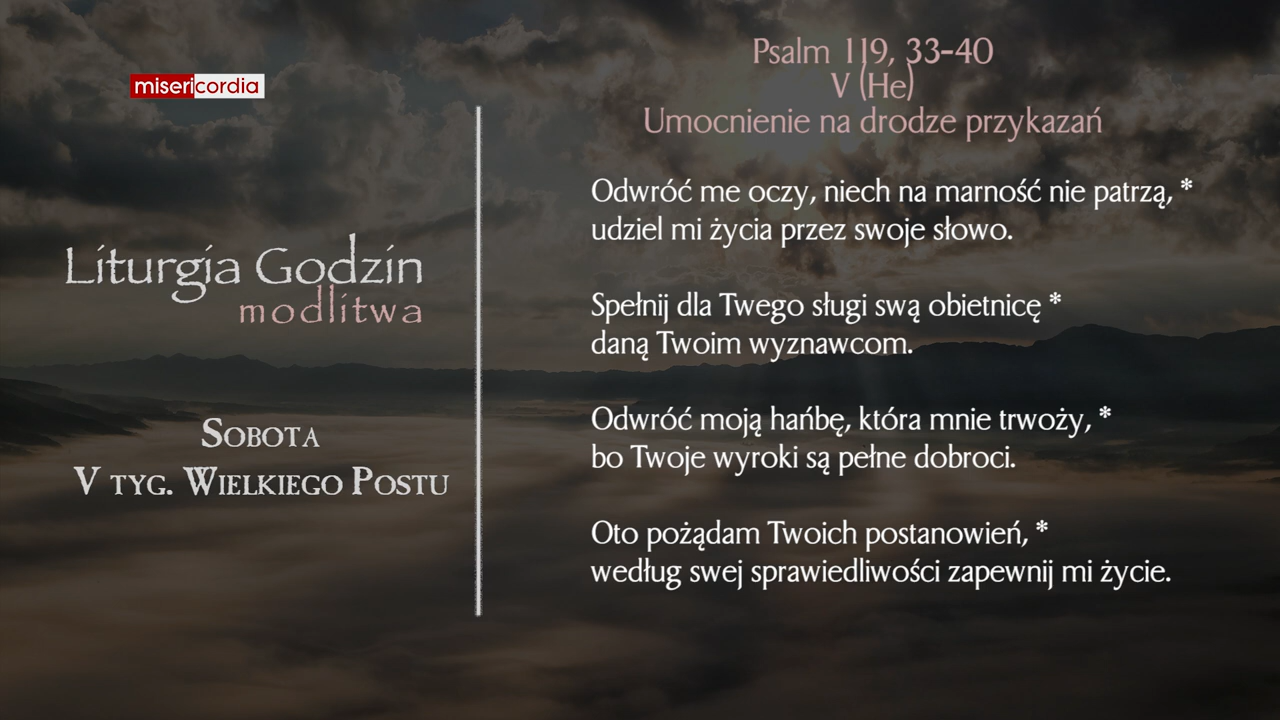 misericordia
Liturgia Godzin
modlitwa
Sobota
V tyg. Wielkiego Postu
Psalm 119, 33-40
V (He)
Umocnienie na drodze przykazań
Odwróć me oczy, niech na marność nie patrzą, *
udziel mi życia przez swoje słowo.
Spełnij dla Twego sługi swą obietnicę *
daną Twoim wyznawcom.
Odwróć moją hańbę, która mnie trwoży, *
bo Twoje wyroki są pełne dobroci.
Oto pożądam Twoich postanowień, *
według swej sprawiedliwości zapewnij mi życie.